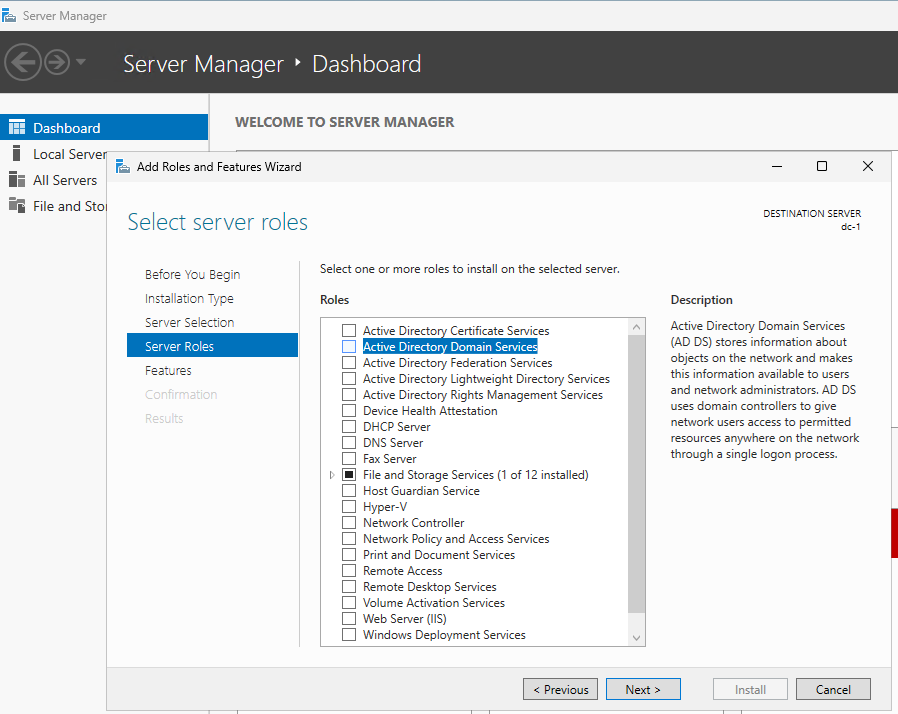 Server Manager
Server Manager ‣ Dashboard
Dashboard
Local Server
All Servers
File and Sto
WELCOME TO SERVER MANAGER
Add Roles and Features Wizard
Select server roles
DESTINATION SERVER
dc-1
Before You Begin
Installation Type
Server Selection
Server Roles
Features
Confirmation
Results
Select one or more roles to install on the selected server.
Roles
Active Directory Certificate Services
Active Directory Domain Services
Active Directory Federation Services
Active Directory Lightweight Directory Services
Active Directory Rights Management Services
Device Health Attestation
DHCP Server
DNS Server
Fax Server
File and Storage Services (1 of 12 installed)
Host Guardian Service
Hyper-V
Network Controller
Network Policy and Access Services
Print and Document Services
Remote Access
Remote Desktop Services
Volume Activation Services
Web Server (IIS)
Windows Deployment Services
Description
Active Directory Domain Services
(AD DS) stores information about
objects on the network and makes
this information available to users
and network administrators. AD DS
uses domain controllers to give
network users access to permitted
resources anywhere on the network
through a single logon process.
< Previous
Next >
Install
Cancel